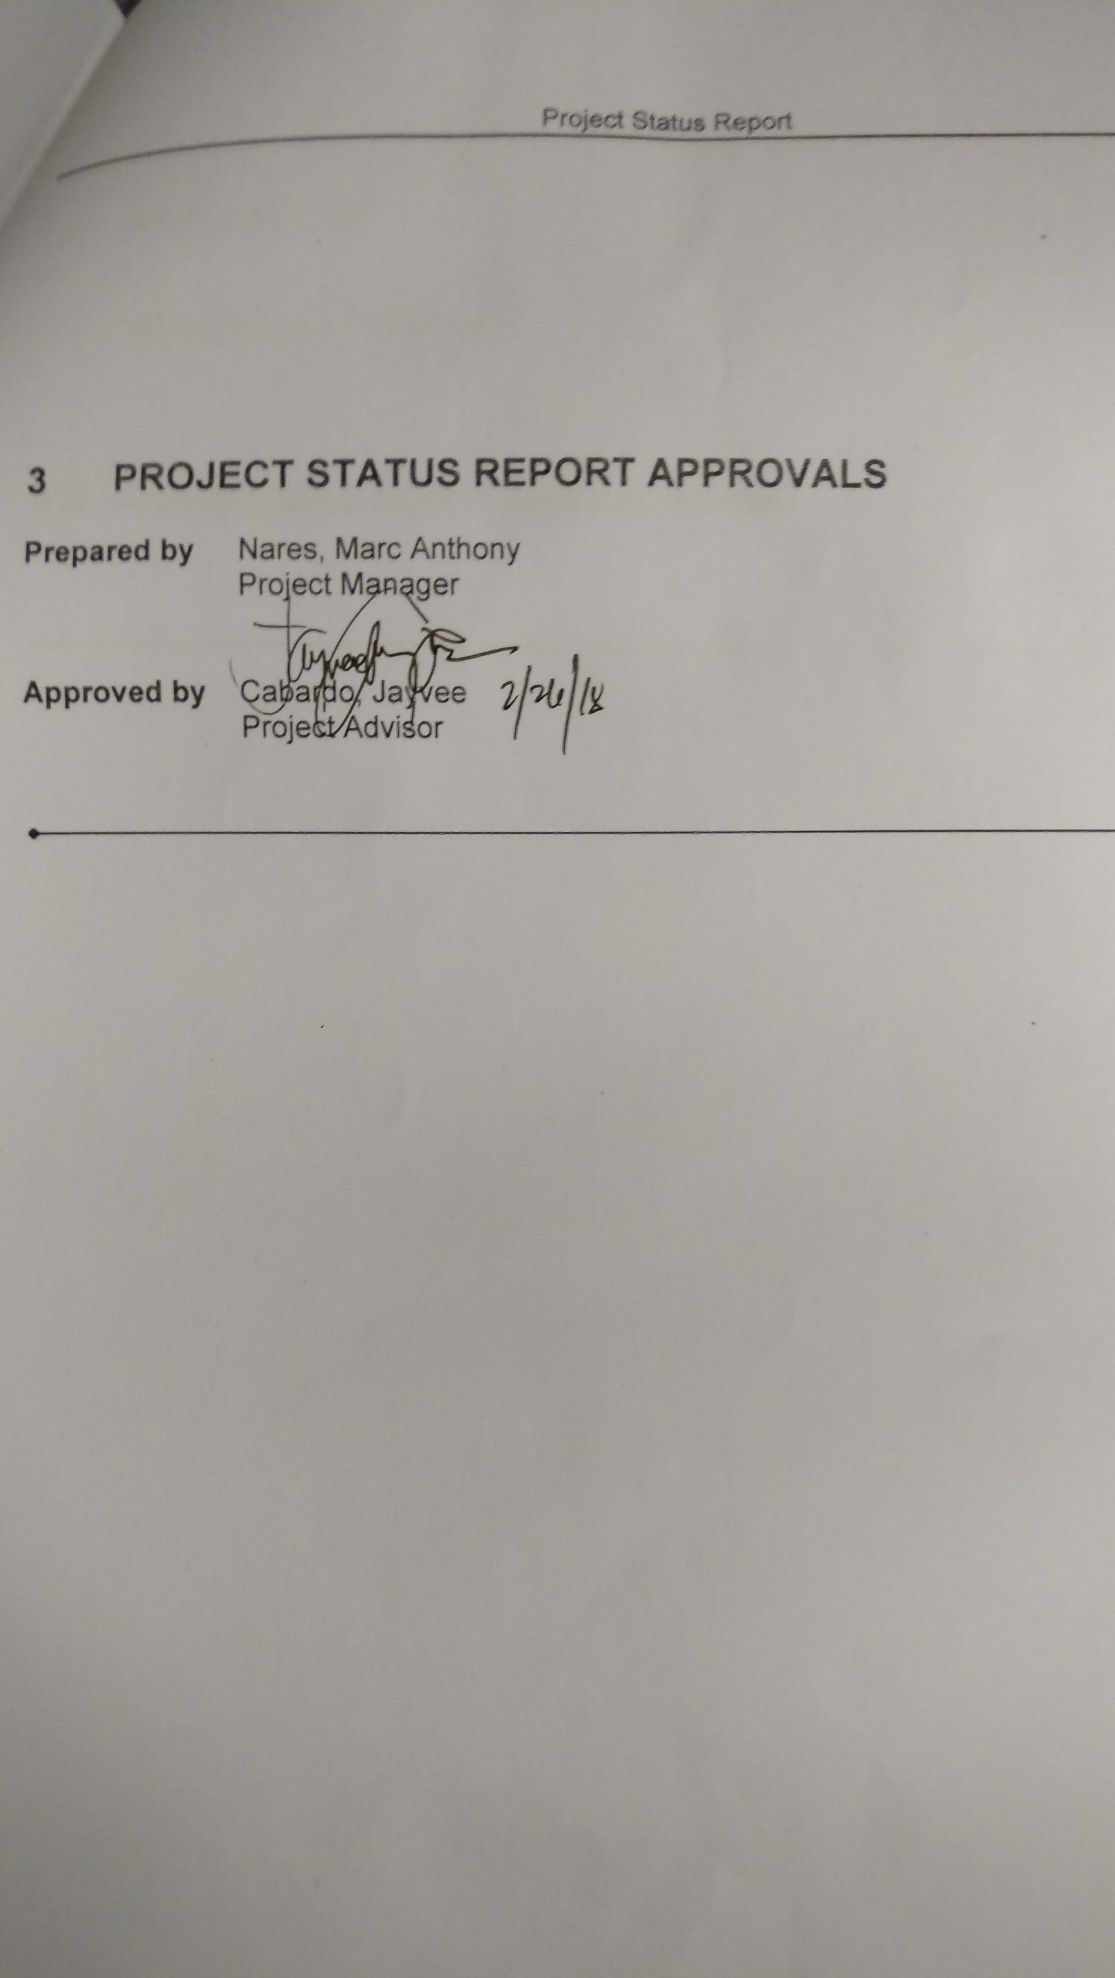 Project Status Report
3 PROJECT STATUS REPORT APPROVALS
Prepared by Nares, Marc Anthony
Project Manager
Approved by Cabardo, Jayvee 2/26/18
Project Advisor